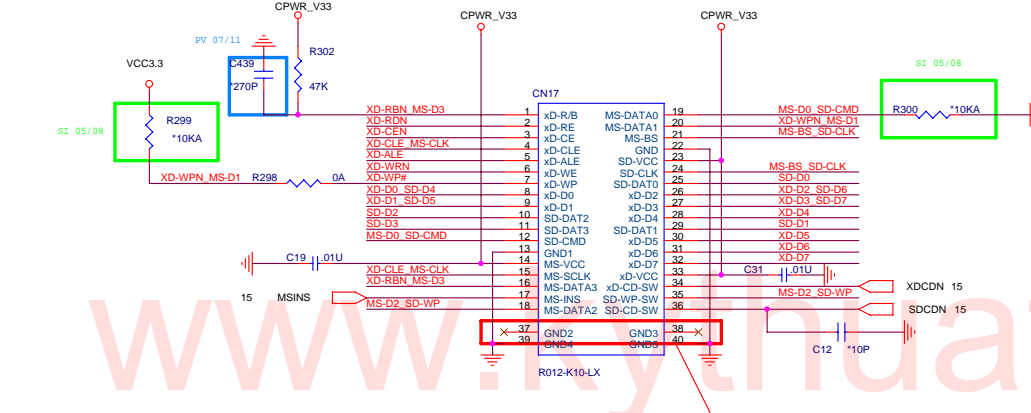 CPWR_V33
CPWR_V33
CPWR_V33
PV 07/11
R302
VCC3.3
C439
*270P
47K
SI 05/08
SI 05/08
R299
*10KA
R300
*10KA
CN17
XD-RBN_MS-D3 1 xD-R/B MS-DATA0 19 MS-D0_SD-CMD
XD-RDN 2 xD-RE MS-DATA1 20 XD-WPN_MS-D1
XD-CEN 3 xD-CE MS-BS 21 MS-BS_SD-CLK
XD-CLE_MS-CLK 4 xD-CLE GND 22
XD-ALE 5 xD-ALE SD-VCC 23
XD-WRN 6 xD-WE SD-CLK 24 MS-BS_SD-CLK
XD-WPN_MS-D1 R298 0A XD-WP# 7 xD-WP SD-DAT0 25 SD-D0
XD-D0_SD-D4 8 xD-D0 xD-D2 26 XD-D2_SD-D6
XD-D1_SD-D5 9 xD-D1 xD-D3 27 XD-D3_SD-D7
SD-D2 10 SD-DAT2 xD-D4 28 XD-D4
SD-D3 11 SD-DAT3 SD-DAT1 29 SD-D1
MS-D0_SD-CMD 12 SD-CMD xD-D5 30 XD-D5
13 GND1 xD-D6 31 XD-D6
C19 .01U 14 MS-VCC xD-D7 32 XD-D7
XD-CLE_MS-CLK 15 MS-SCLK xD-VCC 33 C31 .01U
XD-RBN_MS-D3 16 MS-DATA3 xD-CD-SW 34 XDCDN 15
15 MSINS 17 MS-INS SD-WP-SW 35 MS-D2_SD-WP
MS-D2_SD-WP 18 MS-DATA2 SD-CD-SW 36 SDCDN 15
37 GND2 GND3 38
39 GND4 GND5 40
C12 *10P
R012-K10-LX
www.kythua